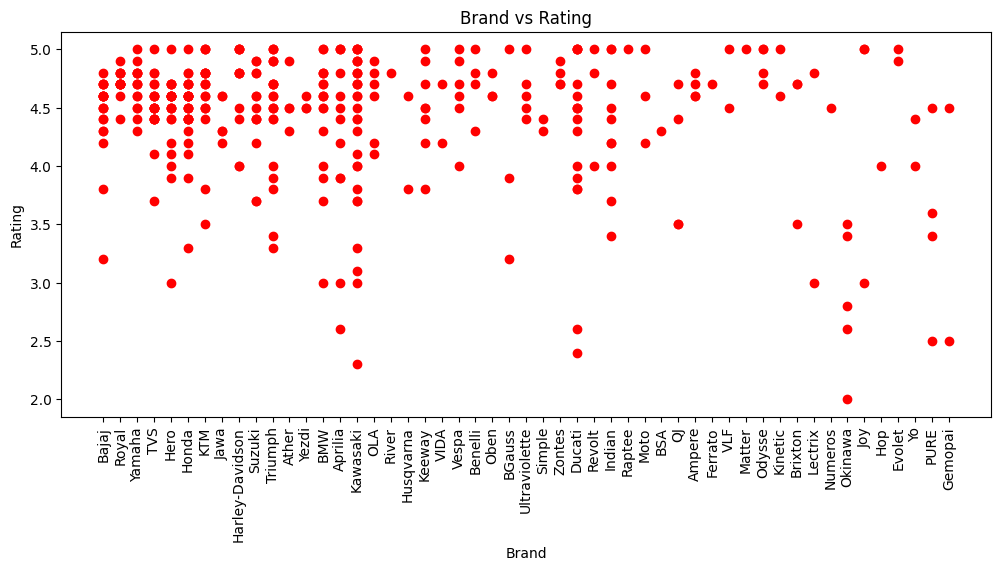 Brand vs Rating
Rating
5.0
4.5
4.0
3.5
3.0
2.5
2.0
Bajaj
Royal
Yamaha
TVS
Hero
Honda
KTM
Jawa
Harley-Davidson
Suzuki
Triumph
Ather
Yezdi
BMW
Aprilia
Kawasaki
OLA
River
Husqvarna
Keeway
VIDA
Vespa
Benelli
Oben
BGauss
Ultraviolette
Simple
Zontes
Ducati
Revolt
Indian
Raptee
Moto
BSA
QJ
Ampere
Ferrato
VLF
Matter
Odysse
Kinetic
Brixton
Lectrix
Numeros
Okinawa
Joy
Hop
Evolet
Yo
PURE
Gemopai
Brand